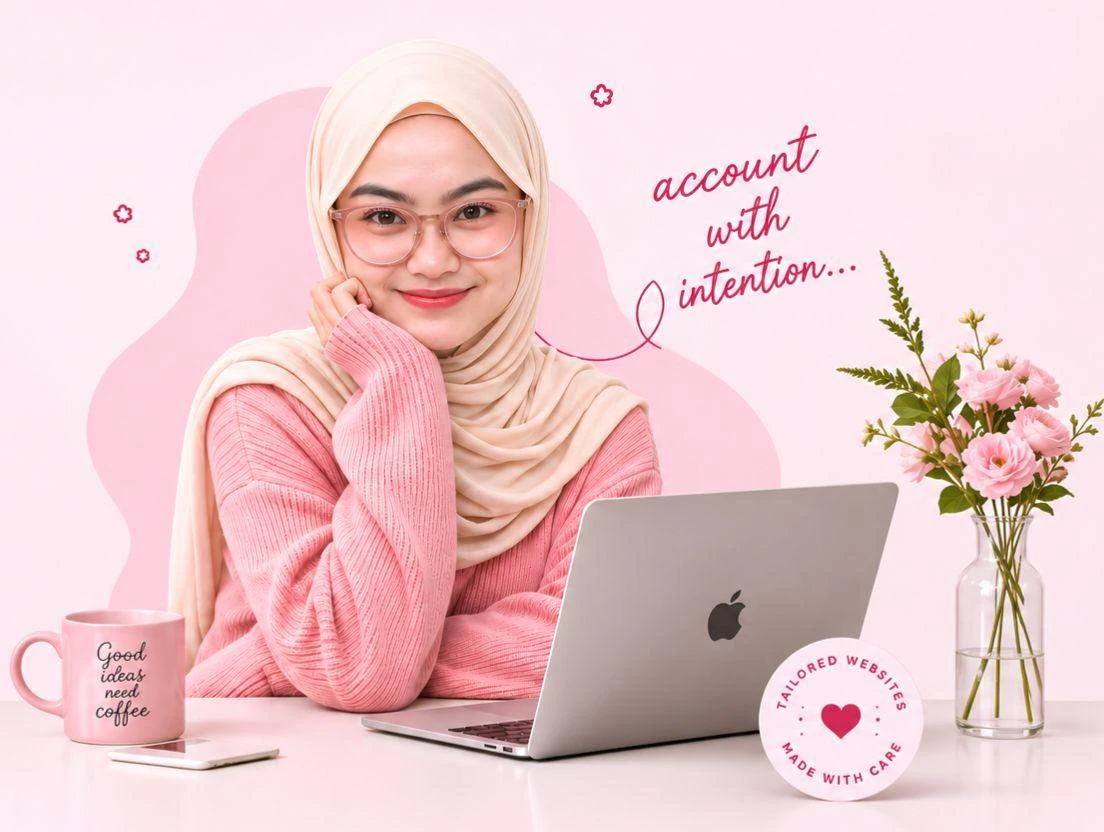 account
with
intention...
Good
ideas
need
coffee
TAILORED WEBSITES
MADE WITH CARE